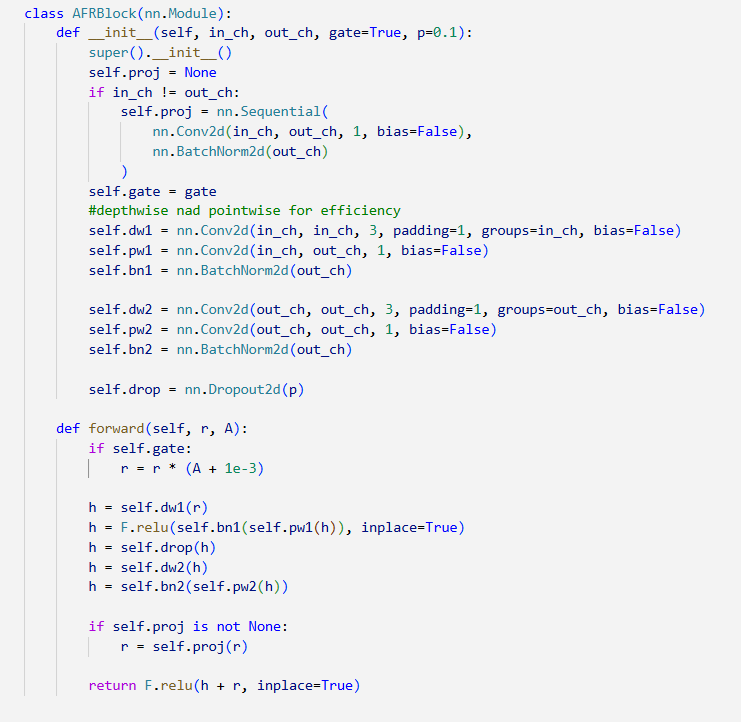 class AFRBlock(nn.Module):
    def __init__(self, in_ch, out_ch, gate=True, p=0.1):
        super().__init__()
        self.proj = None
        if in_ch != out_ch:
            self.proj = nn.Sequential(
                nn.Conv2d(in_ch, out_ch, 1, bias=False),
                nn.BatchNorm2d(out_ch)
            )
        self.gate = gate
        #depthwise nad pointwise for efficiency
        self.dw1 = nn.Conv2d(in_ch, in_ch, 3, padding=1, groups=in_ch, bias=False)
        self.pw1 = nn.Conv2d(in_ch, out_ch, 1, bias=False)
        self.bn1 = nn.BatchNorm2d(out_ch)

        self.dw2 = nn.Conv2d(out_ch, out_ch, 3, padding=1, groups=out_ch, bias=False)
        self.pw2 = nn.Conv2d(out_ch, out_ch, 1, bias=False)
        self.bn2 = nn.BatchNorm2d(out_ch)

        self.drop = nn.Dropout2d(p)

    def forward(self, r, A):
        if self.gate:
            r = r * (A + 1e-3)

        h = self.dw1(r)
        h = F.relu(self.bn1(self.pw1(h)), inplace=True)
        h = self.drop(h)
        h = self.dw2(h)
        h = self.bn2(self.pw2(h))

        if self.proj is not None:
            r = self.proj(r)

        return F.relu(h + r, inplace=True)